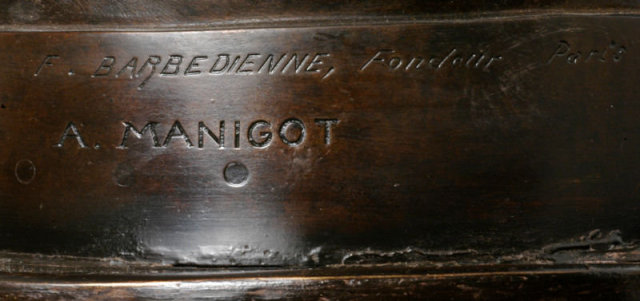 F. BARBEDIENNE, Fondeur Paris
A. MANIGOT